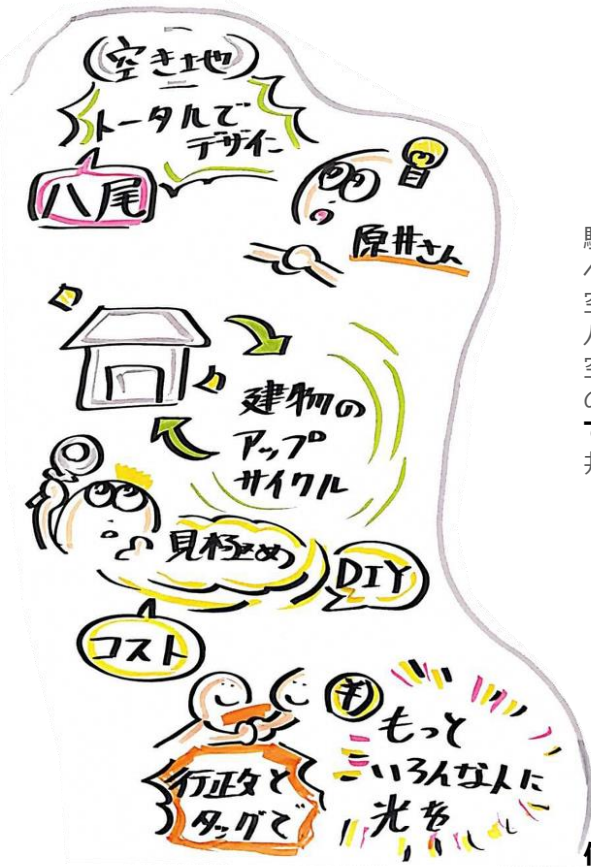 (空き地)
トータルで
デザイン
八尾
原井さん
建物の
アップ
サイクル
見極め
DIY
コスト
¥
もっと
いろんな人に
光を
行政と
タッグで